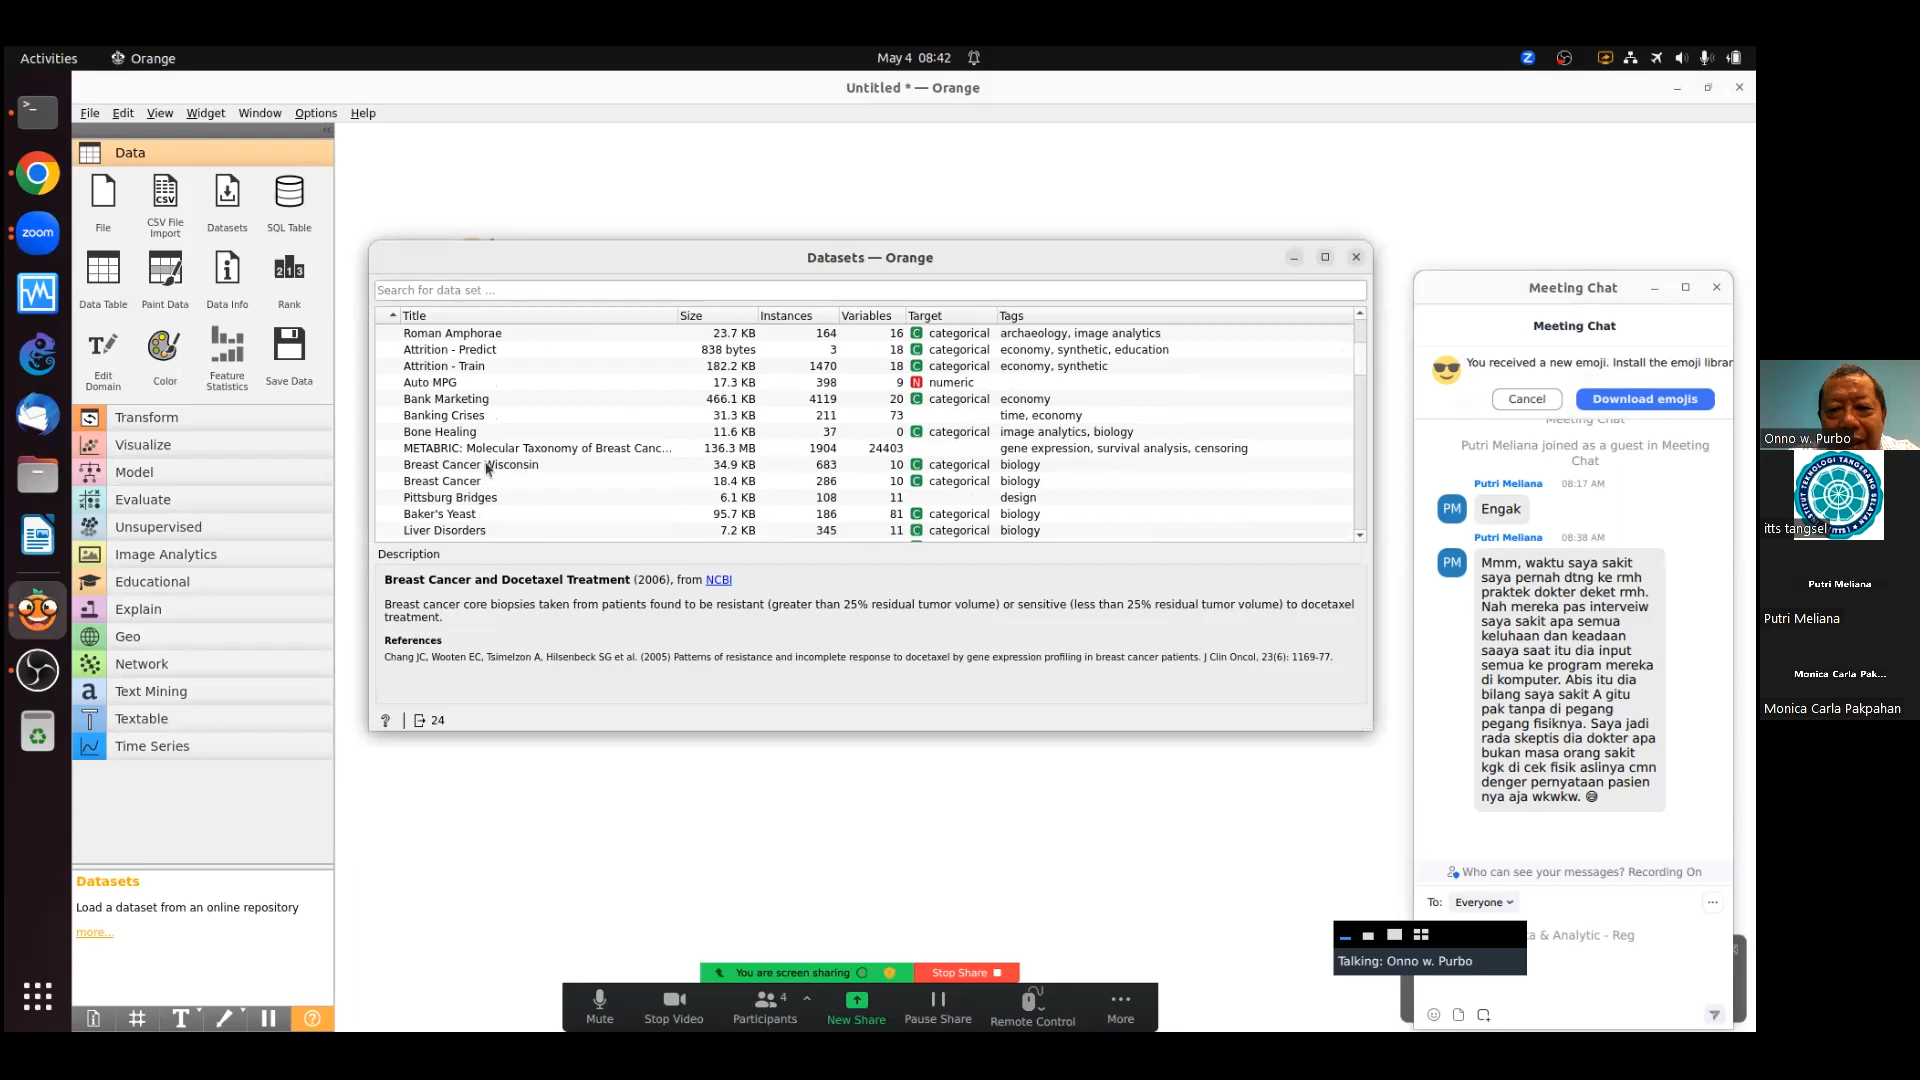 Activities
Orange
May 4 08:42
Untitled * — Orange
File Edit View Widget Window Options Help
Data
File
CSV File
Import
Datasets
SQL Table
Data Table
Paint Data
Data Info
Rank
Edit
Domain
Color
Feature
Statistics
Save Data
Transform
Visualize
Model
Evaluate
Unsupervised
Image Analytics
Educational
Explain
Geo
Network
Text Mining
Textable
Time Series
Datasets
Load a dataset from an online repository
more...
zoom
Datasets — Orange
Search for data set ...
Title Size Instances Variables Target Tags
Roman Amphorae 23.7 KB 164 16 C categorical archaeology, image analytics
Attrition - Predict 838 bytes 3 18 C categorical economy, synthetic, education
Attrition - Train 182.2 KB 1470 18 C categorical economy, synthetic
Auto MPG 17.3 KB 398 9 N numeric
Bank Marketing 466.1 KB 4119 20 C categorical economy
Banking Crises 31.3 KB 211 73 time, economy
Bone Healing 11.6 KB 37 0 C categorical image analytics, biology
METABRIC: Molecular Taxonomy of Breast Canc... 136.3 MB 1904 24403 gene expression, survival analysis, censoring
Breast Cancer Wisconsin 34.9 KB 683 10 C categorical biology
Breast Cancer 18.4 KB 286 10 C categorical biology
Pittsburg Bridges 6.1 KB 108 11 design
Baker's Yeast 95.7 KB 186 81 C categorical biology
Liver Disorders 7.2 KB 345 11 C categorical biology
Description
Breast Cancer and Docetaxel Treatment (2006), from NCBI
Breast cancer core biopsies taken from patients found to be resistant (greater than 25% residual tumor volume) or sensitive (less than 25% residual tumor volume) to docetaxel
treatment.
References
Chang JC, Wooten EC, Tsimelzon A, Hilsenbeck SG et al. (2005) Patterns of resistance and incomplete response to docetaxel by gene expression profiling in breast cancer patients. J Clin Oncol, 23(6): 1169-77.
? | 24
Meeting Chat
Meeting Chat
You received a new emoji. Install the emoji librar
Cancel
Download emojis
Meeting Chat
Putri Meliana joined as a guest in Meeting
Chat
Putri Meliana 08:17 AM
PM
Engak
Putri Meliana 08:38 AM
PM
Mmm, waktu saya sakit
saya pernah dtng ke rmh
praktek dokter deket rmh.
Nah mereka pas interveiw
saya sakit apa semua
keluhaan dan keadaan
saaya saat itu dia input
semua ke program mereka
di komputer. Abis itu dia
bilang saya sakit A gitu
pak tanpa di pegang
pegang fisiknya. Saya jadi
rada skeptis dia dokter apa
bukan masa orang sakit
kgk di cek fisik aslinya cmn
denger pernyataan pasien
nya aja wkwkw. 😅
Who can see your messages? Recording On
To: Everyone
ta & Analytic - Reg
Talking: Onno w. Purbo
You are screen sharing
Stop Share
Mute
Stop Video
4
Participants
New Share
Pause Share
Remote Control
More
Onno w. Purbo
INSTITUT TEKNOLOGI TANGERANG SELATAN
itts tangsel
Putri Meliana
Putri Meliana
Monica Carla Pak...
Monica Carla Pakpahan